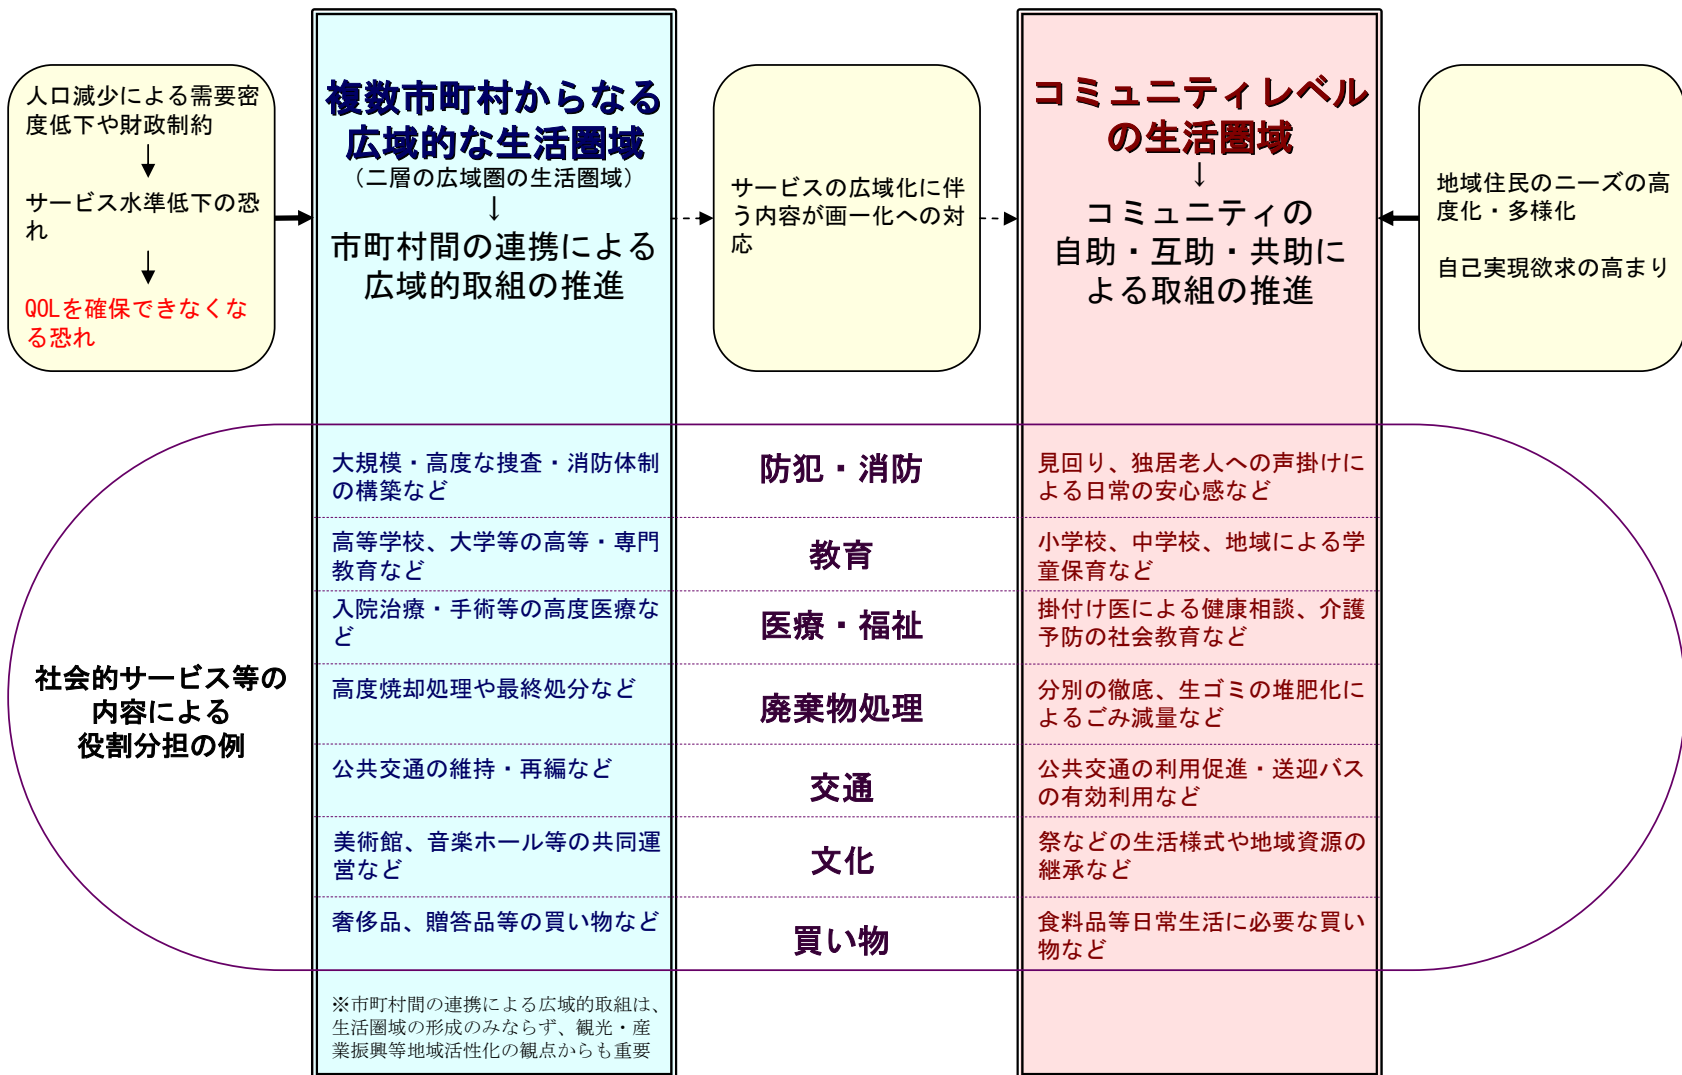 人口減少による需要密
度低下や財政制約
↓
サービス水準低下の恐
れ
↓
QOLを確保できなくな
る恐れ
複数市町村からなる
広域的な生活圏域
(二層の広域圏の生活圏域)
↓
市町村間の連携による
広域的取組の推進
サービスの広域化に伴
う内容が画一化への対
応
コミュニティレベル
の生活圏域
↓
コミュニティの
自助・互助・共助に
よる取組の推進
地域住民のニーズの高
度化・多様化
自己実現欲求の高まり
社会的サービス等の
内容による
役割分担の例
大規模・高度な捜査・消防体制
の構築など
防犯・消防
見回り、独居老人への声掛けに
よる日常の安心感など
高等学校、大学等の高等・専門
教育など
教育
小学校、中学校、地域による学
童保育など
入院治療・手術等の高度医療な
ど
医療・福祉
掛付け医による健康相談、介護
予防の社会教育など
高度焼却処理や最終処分など
廃棄物処理
分別の徹底、生ゴミの堆肥化に
よるごみ減量など
公共交通の維持・再編など
交通
公共交通の利用促進・送迎バス
の有効利用など
美術館、音楽ホール等の共同運
営など
文化
祭などの生活様式や地域資源の
継承など
奢侈品、贈答品等の買い物など
買い物
食料品等日常生活に必要な買い
物など
※市町村間の連携による広域的取組は、
生活圏域の形成のみならず、観光・産
業振興等地域活性化の観点からも重要